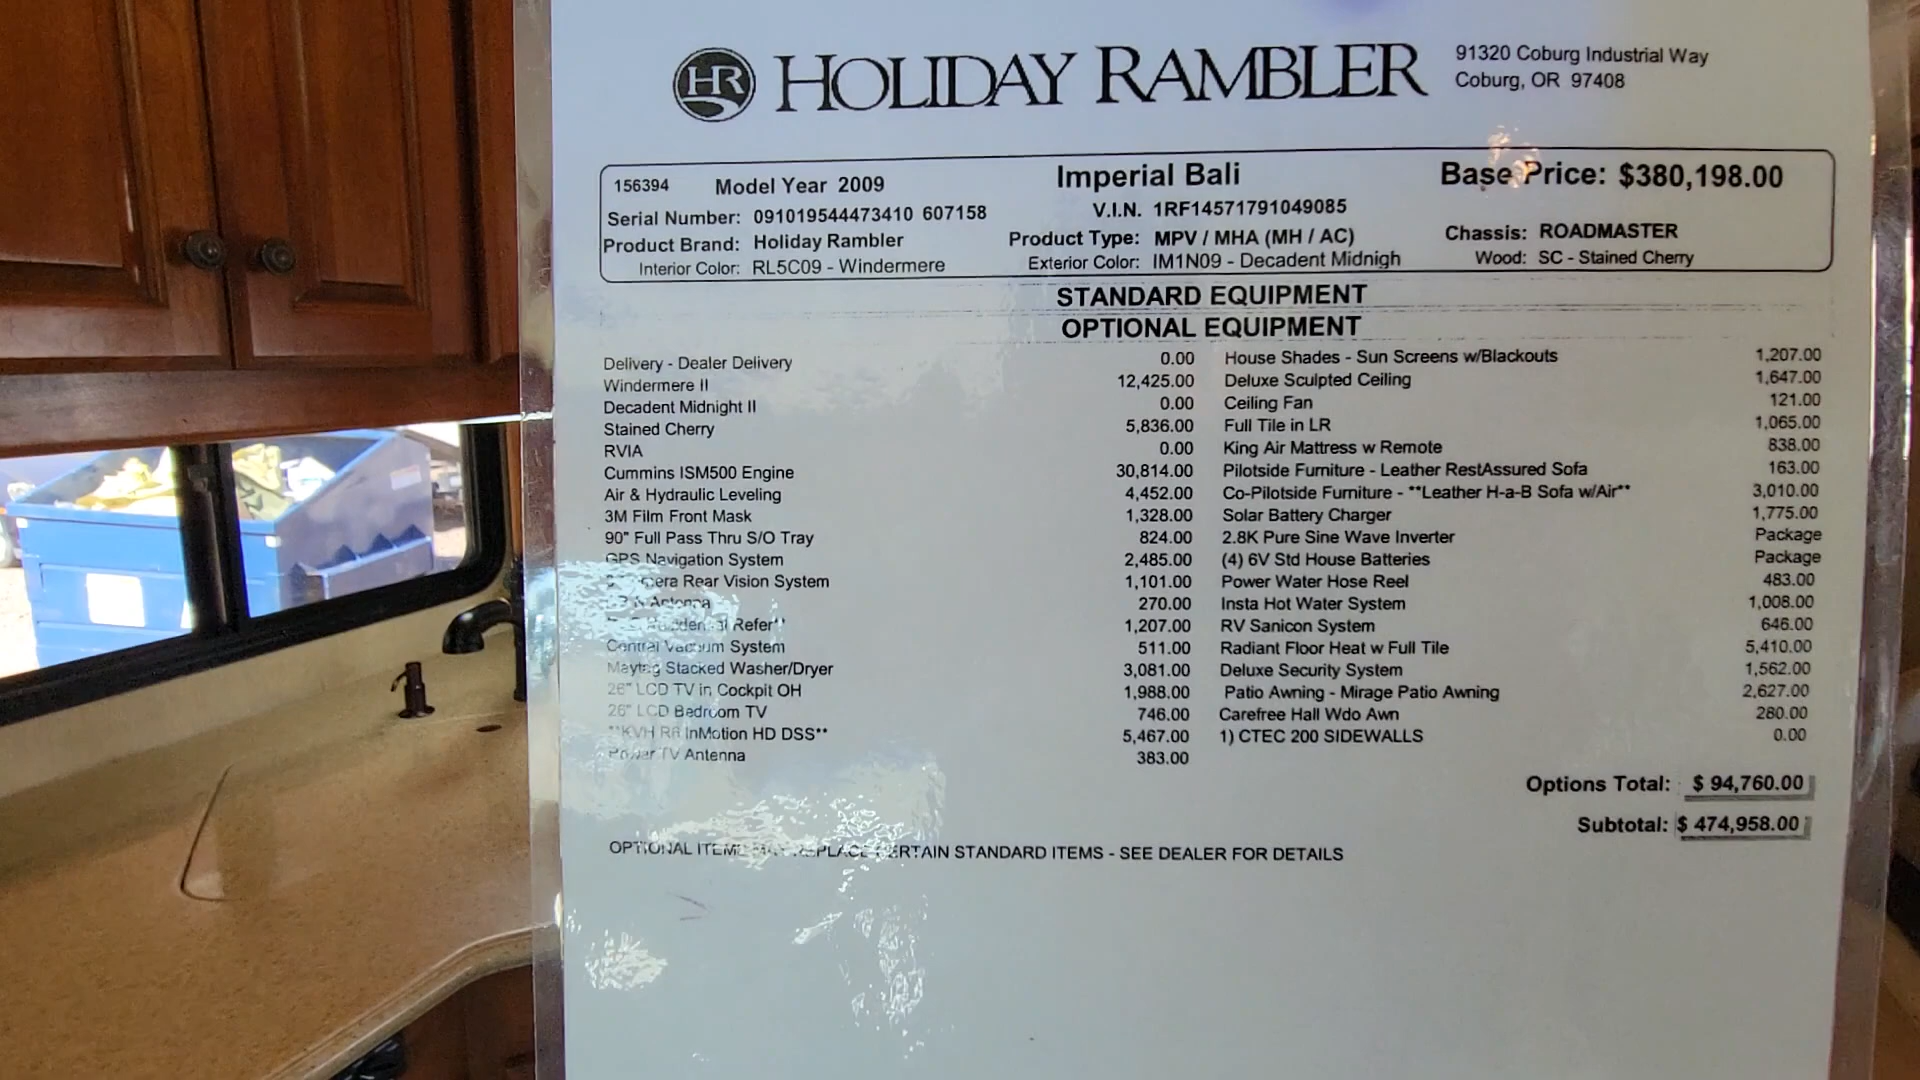 HR HOLIDAY RAMBLER
91320 Coburg Industrial Way
Coburg, OR 97408
156394 Model Year 2009 Imperial Bali Base Price: $380,198.00
Serial Number: 091019544473410 607158 V.I.N. 1RF14571791049085
Product Brand: Holiday Rambler Product Type: MPV / MHA (MH / AC) Chassis: ROADMASTER
Interior Color: RL5C09 - Windermere Exterior Color: IM1N09 - Decadent Midnigh Wood: SC - Stained Cherry
STANDARD EQUIPMENT
OPTIONAL EQUIPMENT
Delivery - Dealer Delivery 0.00
Windermere II 12,425.00
Decadent Midnight II 0.00
Stained Cherry 5,836.00
RVIA 0.00
Cummins ISM500 Engine 30,814.00
Air & Hydraulic Leveling 4,452.00
3M Film Front Mask 1,328.00
90" Full Pass Thru S/O Tray 824.00
GPS Navigation System 2,485.00
Rear Vision System 1,101.00
Antenna 270.00
Refer** 1,207.00
Central Vacuum System 511.00
Maytag Stacked Washer/Dryer 3,081.00
26" LCD TV in Cockpit OH 1,988.00
26" LCD Bedroom TV 746.00
**KVH R6 InMotion HD DSS** 5,467.00
Power TV Antenna 383.00
House Shades - Sun Screens w/Blackouts 1,207.00
Deluxe Sculpted Ceiling 1,647.00
Ceiling Fan 121.00
Full Tile in LR 1,065.00
King Air Mattress w Remote 838.00
Pilotside Furniture - Leather RestAssured Sofa 163.00
Co-Pilotside Furniture - **Leather H-a-B Sofa w/Air** 3,010.00
Solar Battery Charger 1,775.00
2.8K Pure Sine Wave Inverter Package
(4) 6V Std House Batteries Package
Power Water Hose Reel 483.00
Insta Hot Water System 1,008.00
RV Sanicon System 646.00
Radiant Floor Heat w Full Tile 5,410.00
Deluxe Security System 1,562.00
Patio Awning - Mirage Patio Awning 2,627.00
Carefree Hall Wdo Awn 280.00
1) CTEC 200 SIDEWALLS 0.00
Options Total: $ 94,760.00
Subtotal: $ 474,958.00
OPTIONAL ITEMS MAY REPLACE CERTAIN STANDARD ITEMS - SEE DEALER FOR DETAILS